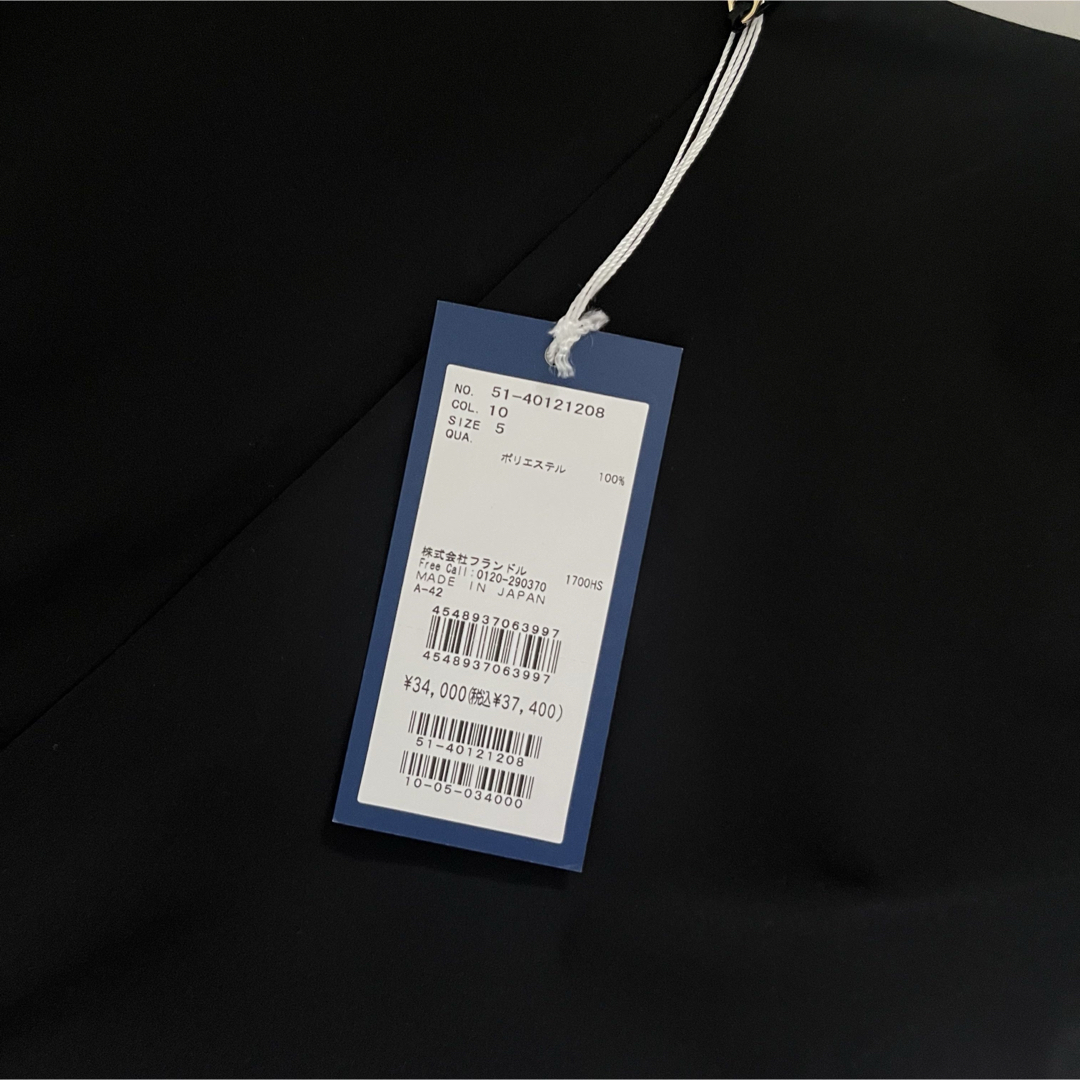 NO. 51-40121208
COL. 10
SIZE 5
QUA.
ポリエステル 100%
株式会社フランドル
Free Call:0120-290370 1700HS
MADE IN JAPAN
A-42
4548937063997
4548937063997
¥34,000(税込¥37,400)
51-40121208
10-05-034000